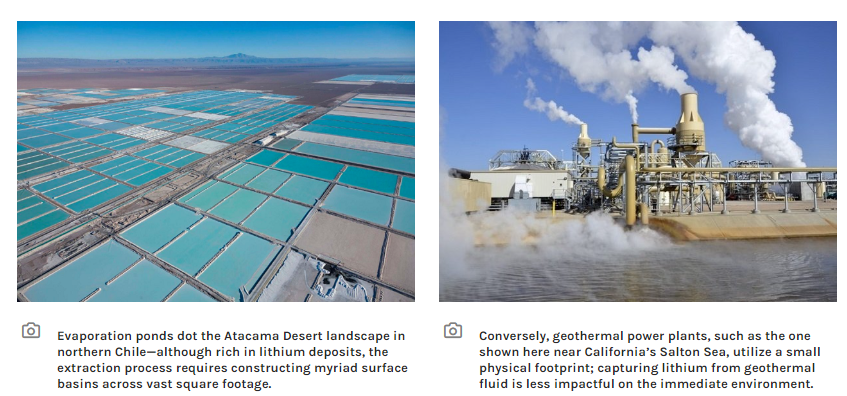 Evaporation ponds dot the Atacama Desert landscape in
northern Chile—although rich in lithium deposits, the
extraction process requires constructing myriad surface
basins across vast square footage.
Conversely, geothermal power plants, such as the one
shown here near California’s Salton Sea, utilize a small
physical footprint; capturing lithium from geothermal
fluid is less impactful on the immediate environment.